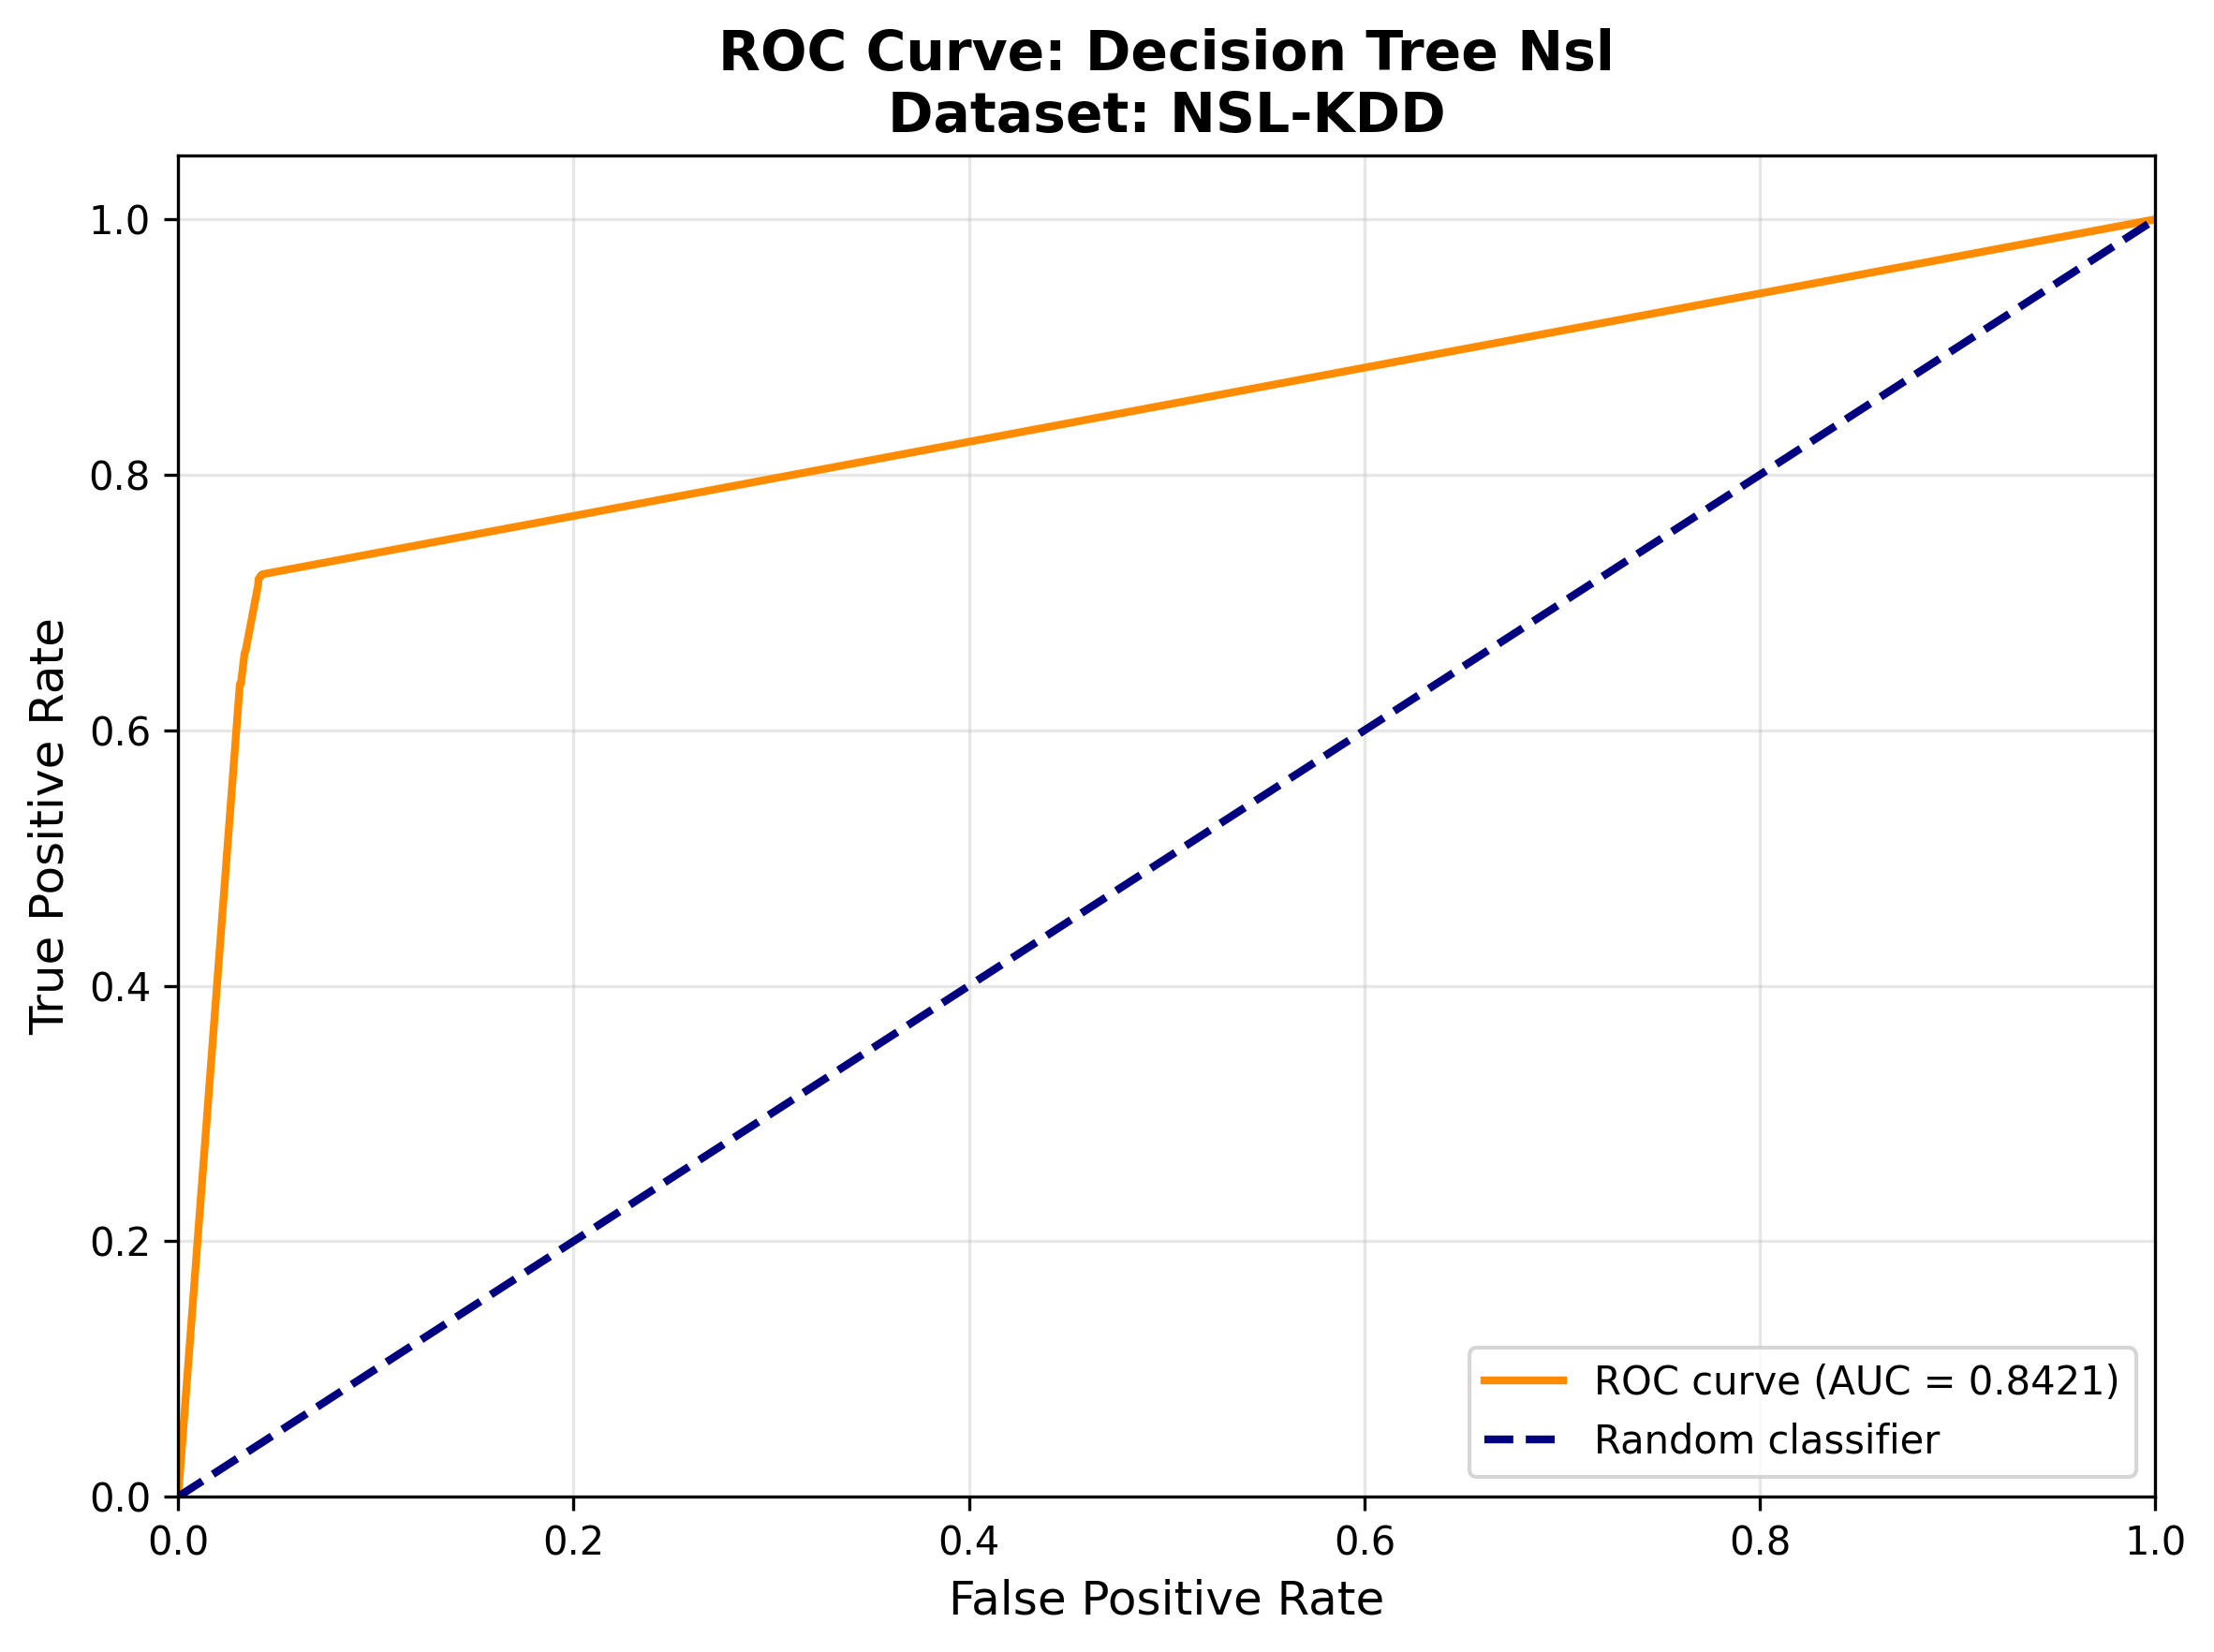 ROC Curve: Decision Tree Nsl
Dataset: NSL-KDD
True Positive Rate
1.0
0.8
0.6
0.4
0.2
0.0
ROC curve (AUC = 0.8421)
Random classifier
0.0 0.2 0.4 0.6 0.8 1.0
False Positive Rate